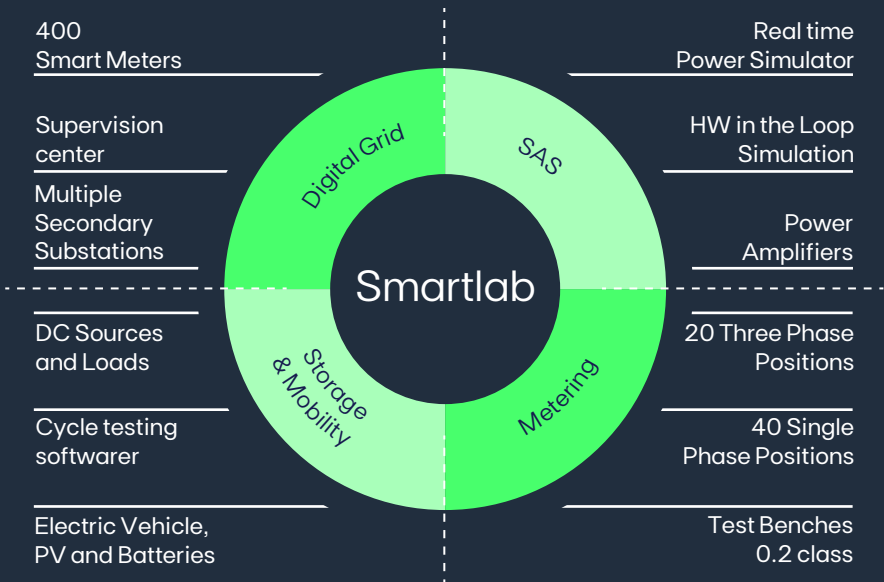 400
Smart Meters
Supervision
center
Multiple
Secondary
Substations
Digital Grid
SAS
Real time
Power Simulator
HW in the Loop
Simulation
Power
Amplifiers
Smartlab
DC Sources
and Loads
Cycle testing
softwarer
Electric Vehicle,
PV and Batteries
Storage
& Mobility
Metering
20 Three Phase
Positions
40 Single
Phase Positions
Test Benches
0.2 class